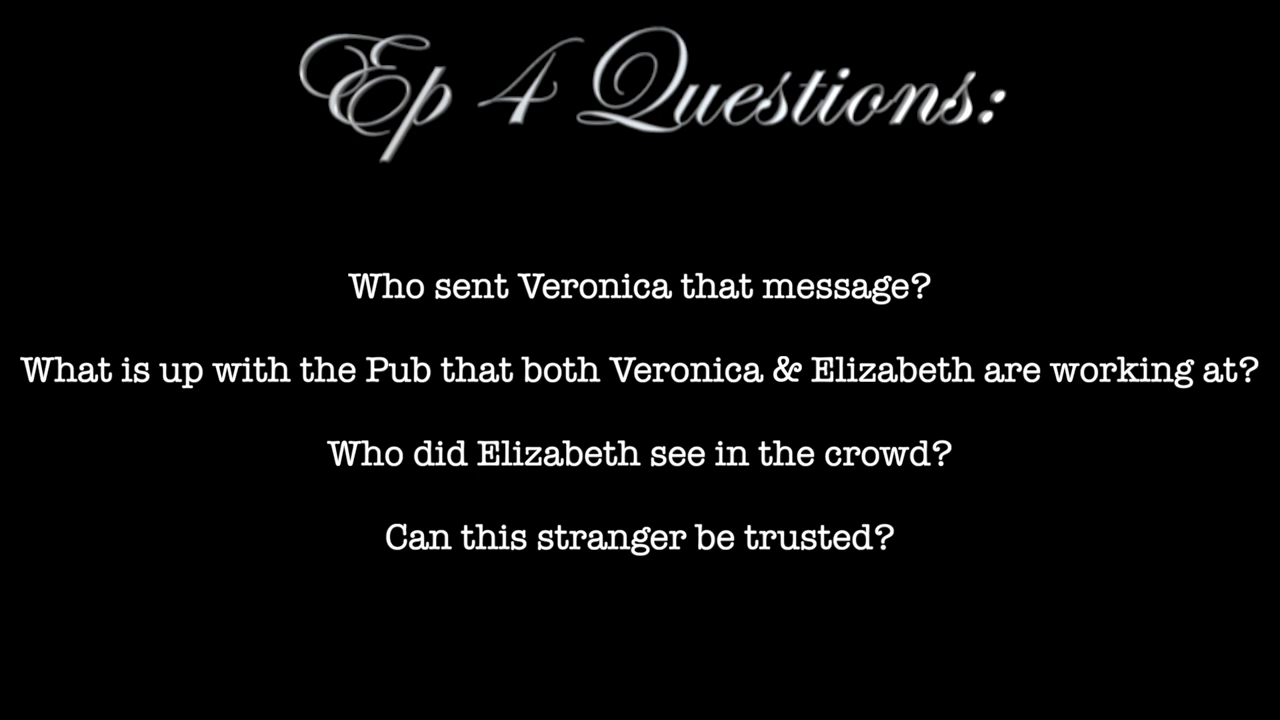 Ep 4 Questions:
Who sent Veronica that message?
What is up with the Pub that both Veronica & Elizabeth are working at?
Who did Elizabeth see in the crowd?
Can this stranger be trusted?